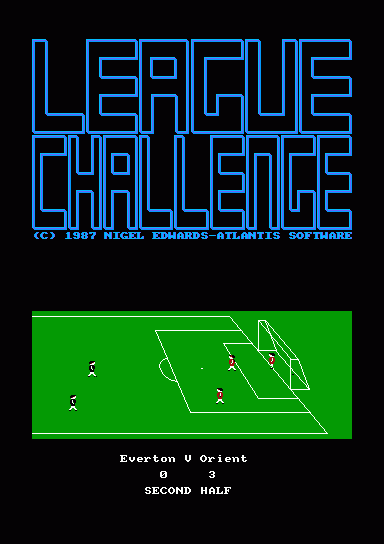 LEAGUE
CHALLENGE
(C) 1987 NIGEL EDWARDS-ATLANTIS SOFTWARE
Everton V Orient
0 3
SECOND HALF